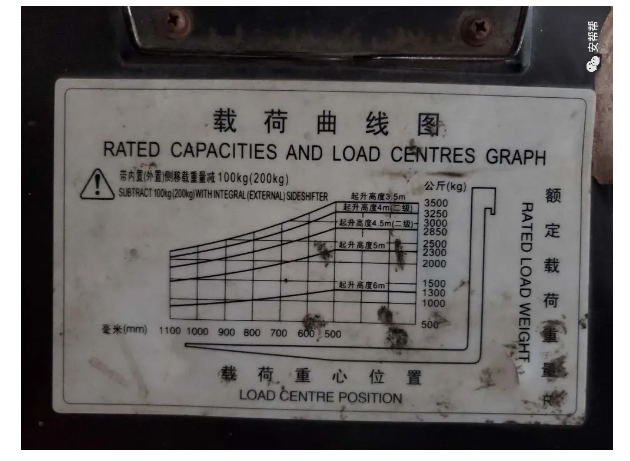 安帮帮
载荷曲线图
RATED CAPACITIES AND LOAD CENTRES GRAPH
带内置(外置)侧移载重量减100kg(200kg)
SUBTRACT 100kg(200kg) WITH INTEGRAL (EXTERNAL) SIDESHIFTER
公斤(kg)
起升高度3.5m
3500
起升高度4m(二级)
3250
起升高度4.5m(二级)
3000
2850
起升高度5m
2500
2300
2000
起升高度6m
1500
1300
1000
500
毫米(mm) 1100 1000 900 800 700 600 500
额定载荷重量
RATED LOAD WEIGHT
载荷重心位置
LOAD CENTRE POSITION